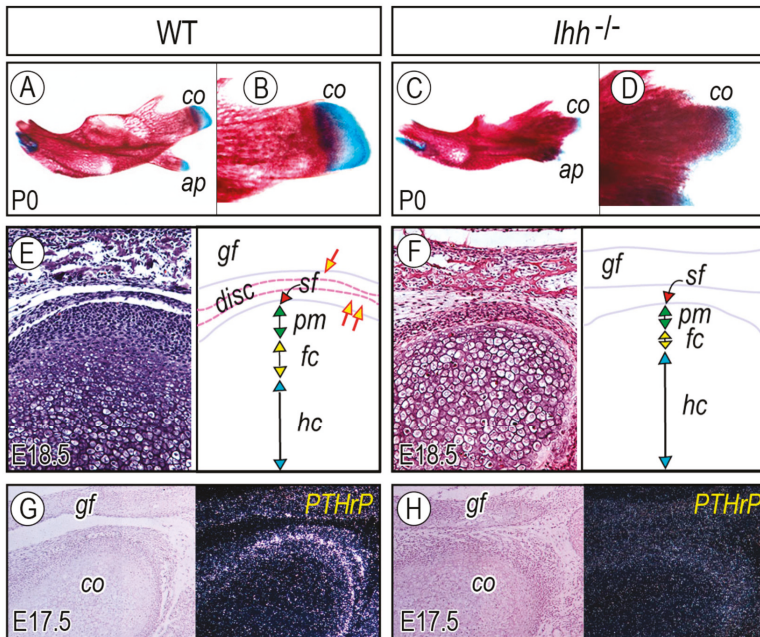 WT
Ihh -/-
A
co
ap
P0
B
co
C
co
ap
P0
D
co
E
E18.5
gf
disc
sf
pm
fc
hc
F
E18.5
gf
sf
pm
fc
hc
G
gf
co
E17.5
PTHrP
H
gf
co
E17.5
PTHrP